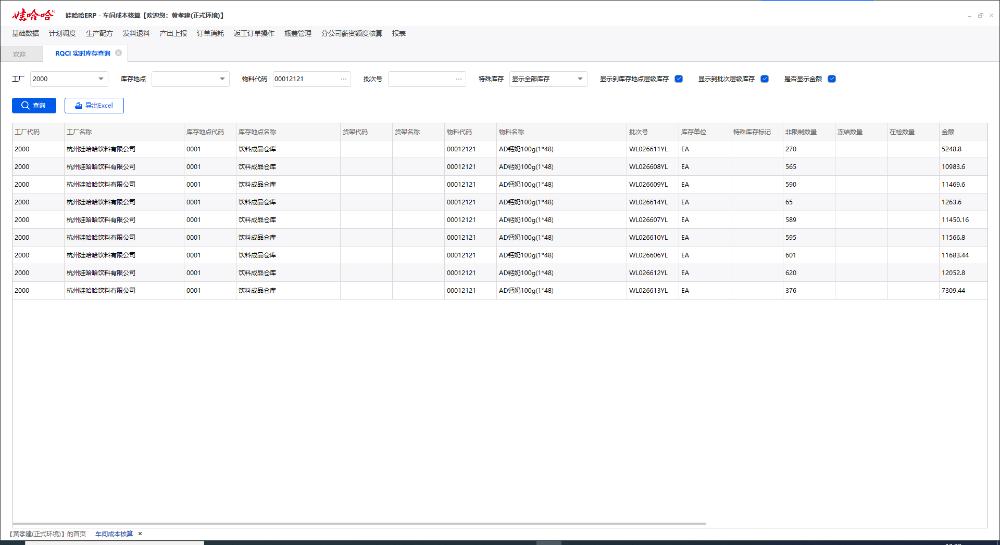 娃哈哈®
娃哈哈ERP - 车间成本核算【欢迎您：黄孝建(正式环境)】
基础数据 计划调度 生产配方 发料退料 产出上报 订单消耗 返工订单操作 瓶盖管理 分公司薪资额度核算 报表
欢迎 RQCI 实时库存查询
工厂 2000 库存地点 物料代码 00012121 ... 批次号 ... 特殊库存 显示全部库存 显示到库存地点层级库存 显示到批次层级库存 是否显示金额
查询 导出Excel
工厂代码 工厂名称 库存地点代码 库存地点名称 货架代码 货架名称 物料代码 物料名称 批次号 库存单位 特殊库存标记 非限制数量 冻结数量 在检数量 金额
2000 杭州娃哈哈饮料有限公司 0001 饮料成品仓库 00012121 AD钙奶100g(1*48) WL026611YL EA 270 5248.8
2000 杭州娃哈哈饮料有限公司 0001 饮料成品仓库 00012121 AD钙奶100g(1*48) WL026608YL EA 565 10983.6
2000 杭州娃哈哈饮料有限公司 0001 饮料成品仓库 00012121 AD钙奶100g(1*48) WL026609YL EA 590 11469.6
2000 杭州娃哈哈饮料有限公司 0001 饮料成品仓库 00012121 AD钙奶100g(1*48) WL026614YL EA 65 1263.6
2000 杭州娃哈哈饮料有限公司 0001 饮料成品仓库 00012121 AD钙奶100g(1*48) WL026607YL EA 589 11450.16
2000 杭州娃哈哈饮料有限公司 0001 饮料成品仓库 00012121 AD钙奶100g(1*48) WL026610YL EA 595 11566.8
2000 杭州娃哈哈饮料有限公司 0001 饮料成品仓库 00012121 AD钙奶100g(1*48) WL026606YL EA 601 11683.44
2000 杭州娃哈哈饮料有限公司 0001 饮料成品仓库 00012121 AD钙奶100g(1*48) WL026612YL EA 620 12052.8
2000 杭州娃哈哈饮料有限公司 0001 饮料成品仓库 00012121 AD钙奶100g(1*48) WL026613YL EA 376 7309.44
【黄孝建(正式环境)】的首页 车间成本核算 ×